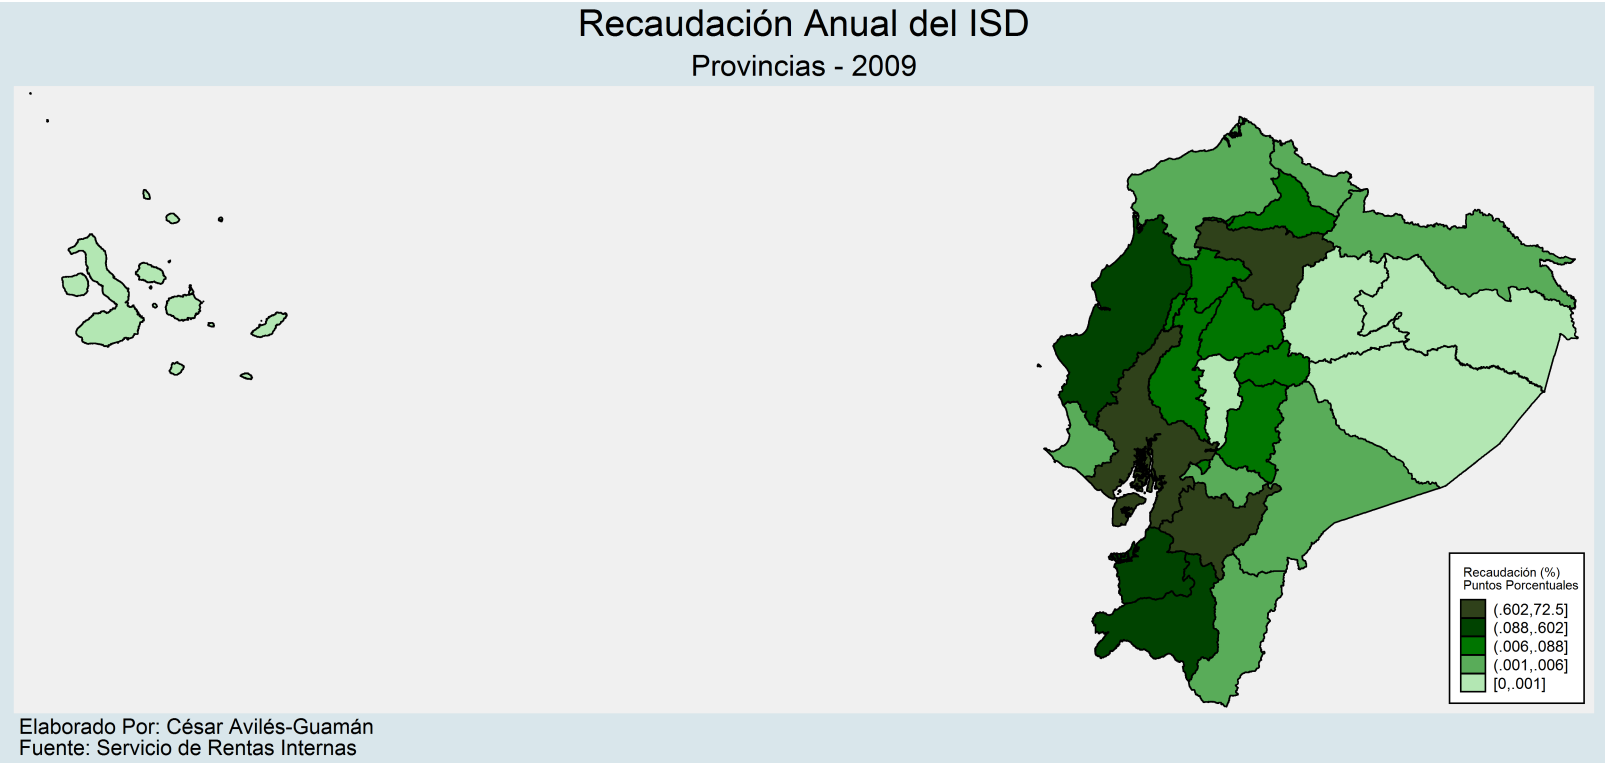 Recaudación Anual del ISD
Provincias - 2009
Recaudación (%)
Puntos Porcentuales
(.602,72.5]
(.088,.602]
(.006,.088]
(.001,.006]
[0,.001]
Elaborado Por: César Avilés-Guamán
Fuente: Servicio de Rentas Internas